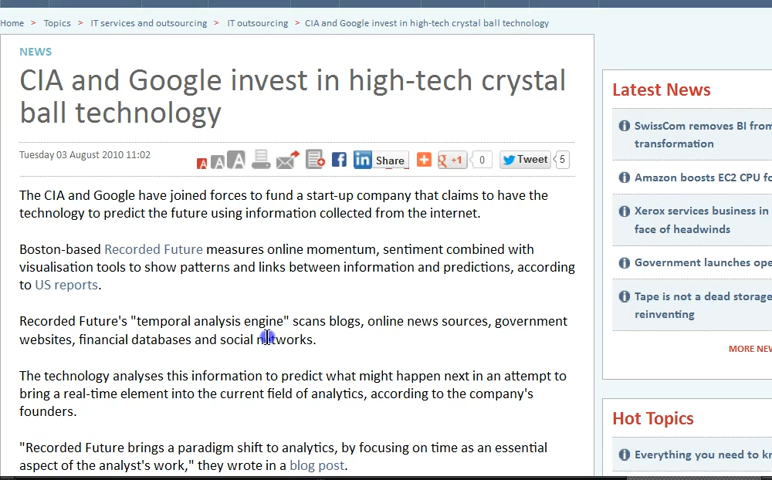 Home > Topics > IT services and outsourcing > IT outsourcing > CIA and Google invest in high-tech crystal ball technology
NEWS
CIA and Google invest in high-tech crystal
ball technology
Tuesday 03 August 2010 11:02
A A A Share +1 0 Tweet 5
The CIA and Google have joined forces to fund a start-up company that claims to have the
technology to predict the future using information collected from the internet.
Boston-based Recorded Future measures online momentum, sentiment combined with
visualisation tools to show patterns and links between information and predictions, according
to US reports.
Recorded Future's "temporal analysis engine" scans blogs, online news sources, government
websites, financial databases and social networks.
The technology analyses this information to predict what might happen next in an attempt to
bring a real-time element into the current field of analytics, according to the company's
founders.
"Recorded Future brings a paradigm shift to analytics, by focusing on time as an essential
aspect of the analyst's work," they wrote in a blog post.
Latest News
SwissCom removes BI from
transformation
Amazon boosts EC2 CPU
Xerox services business in
face of headwinds
Government launches
Tape is not a dead storage
reinventing
MORE
Hot Topics
Everything you need to